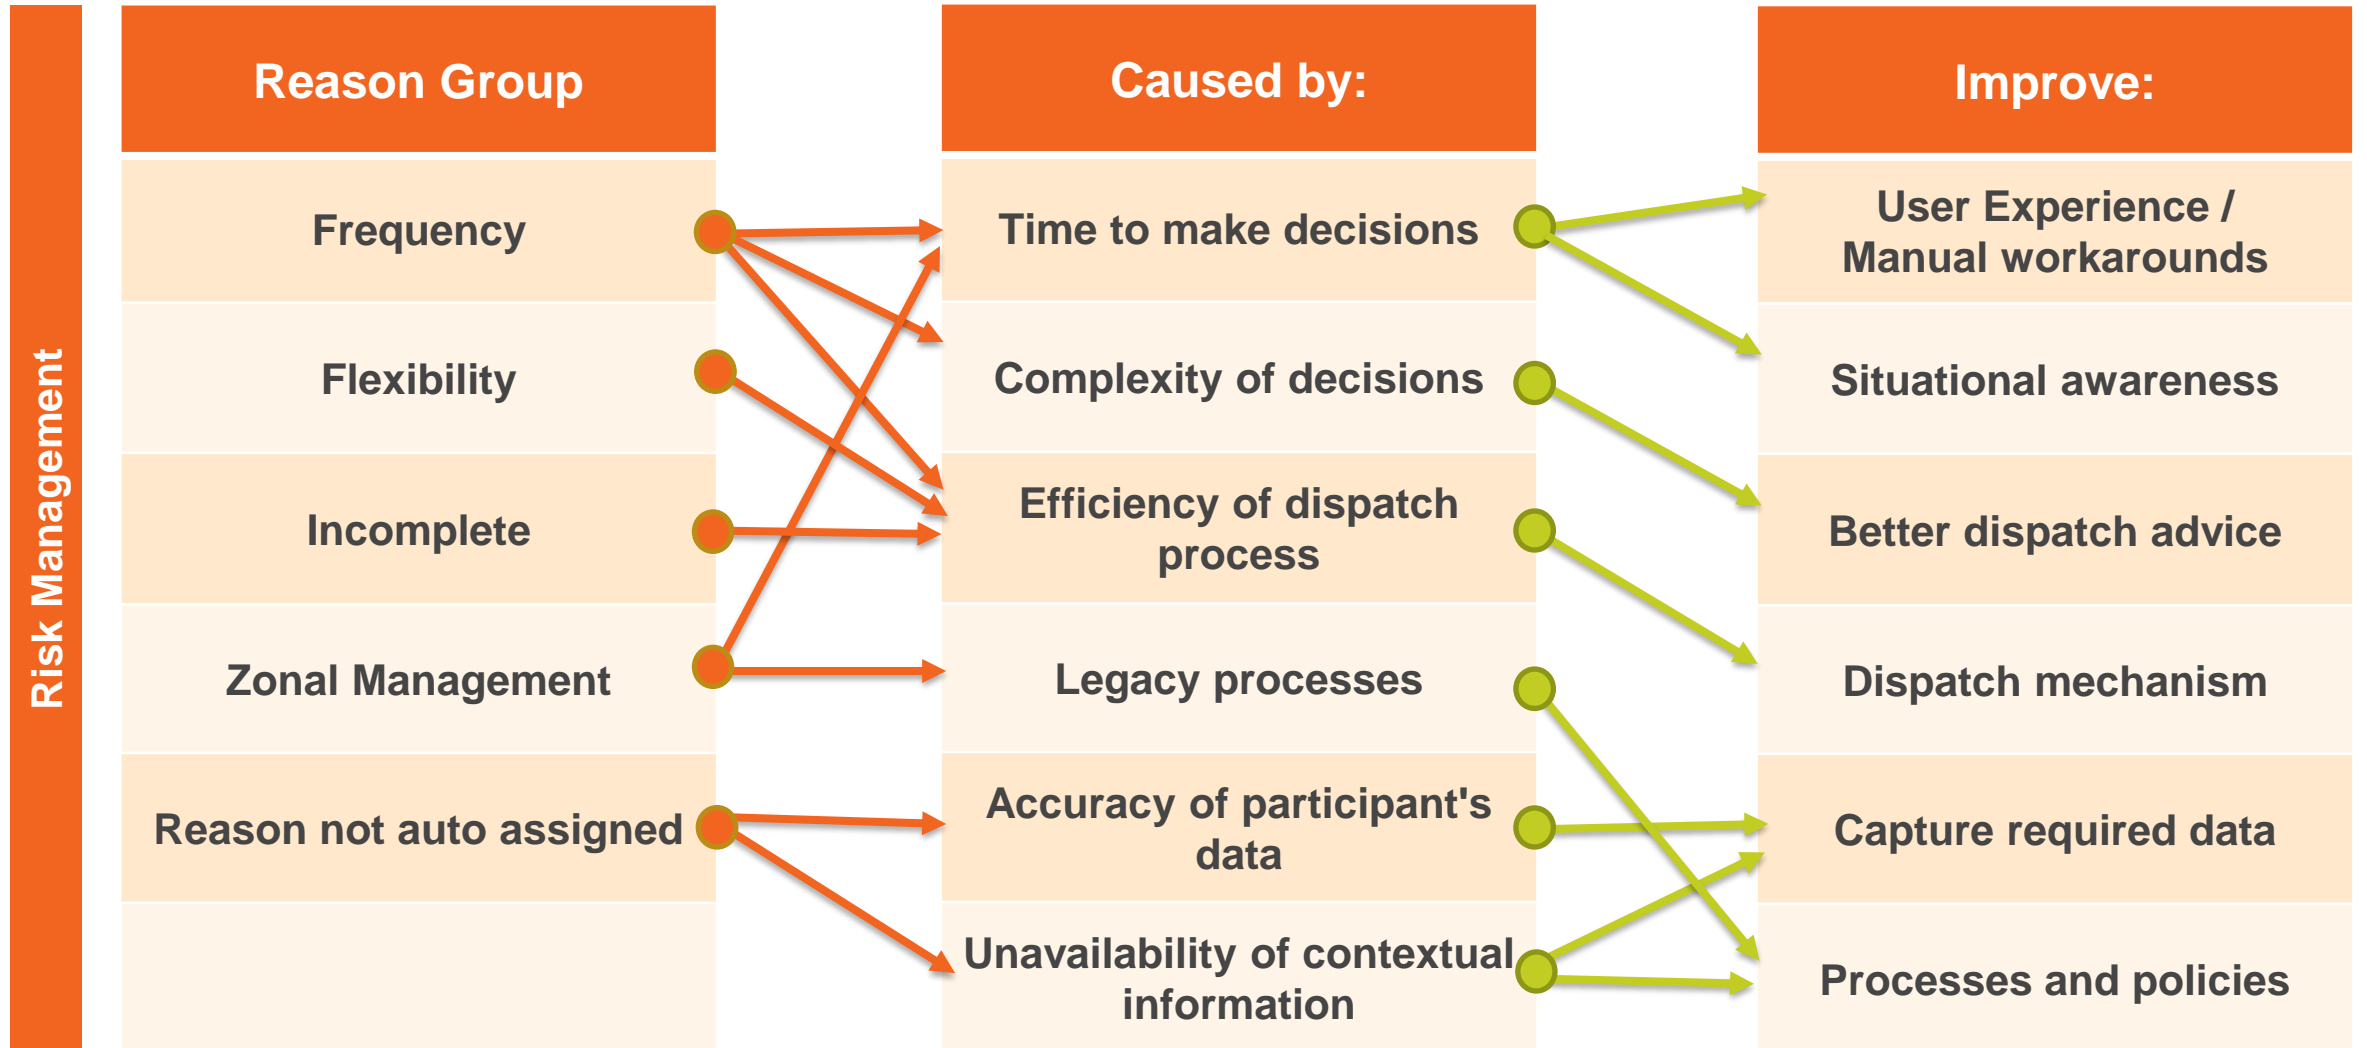 Risk Management
Reason Group
Caused by:
Improve:
Frequency
Time to make decisions
User Experience /
Manual workarounds
Flexibility
Complexity of decisions
Situational awareness
Incomplete
Efficiency of dispatch
process
Better dispatch advice
Zonal Management
Legacy processes
Dispatch mechanism
Reason not auto assigned
Accuracy of participant's
data
Capture required data
Unavailability of contextual
information
Processes and policies